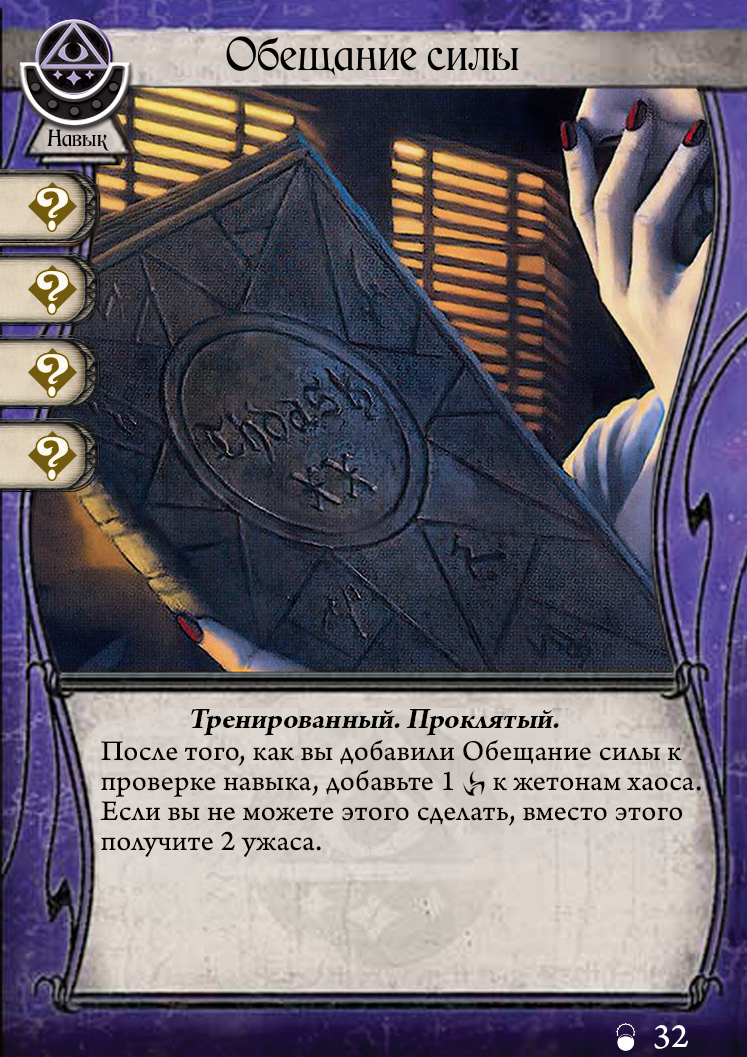 Обещание силы
Навык
?
?
?
?
Тренированный. Проклятый.
После того, как вы добавили Обещание силы к
проверке навыка, добавьте 1 к жетонам хаоса.
Если вы не можете этого сделать, вместо этого
получите 2 ужаса.
32